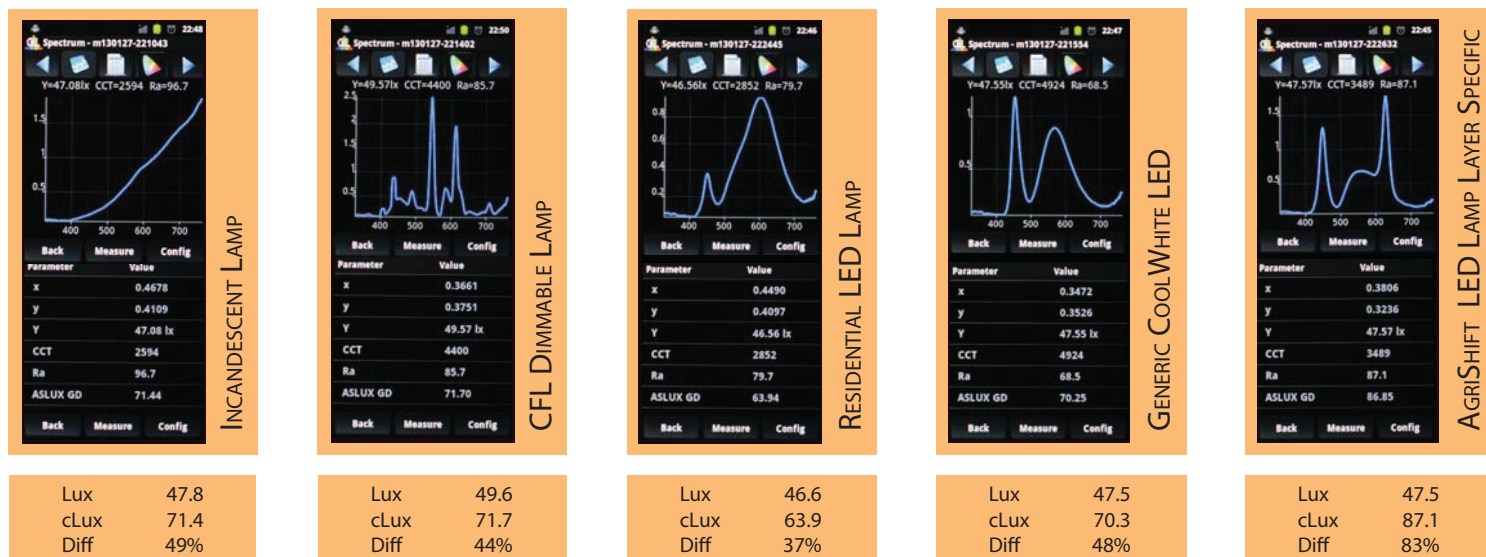 22:48
Spectrum - m130127-221043
Y=47.08lx CCT=2594 Ra=96.7
1.5
1
0.5
400 500 600 700
Back Measure Config
Parameter Value
x 0.4678
y 0.4109
Y 47.08 lx
CCT 2594
Ra 96.7
ASLUX GD 71.44
Back Measure Config
INCANDESCENT LAMP
Lux 47.8
cLux 71.4
Diff 49%
22:50
Spectrum - m130127-221402
Y=49.57lx CCT=4400 Ra=85.7
2.5
2
1.5
1
0.5
400 500 600 700
Back Measure Config
Parameter Value
x 0.3661
y 0.3751
Y 49.57 lx
CCT 4400
Ra 85.7
ASLUX GD 71.70
Back Measure Config
CFL DIMMABLE LAMP
Lux 49.6
cLux 71.7
Diff 44%
22:46
Spectrum - m130127-222445
Y=46.56lx CCT=2852 Ra=79.7
0.8
0.6
0.4
0.2
400 500 600 700
Back Measure Config
Parameter Value
x 0.4490
y 0.4097
Y 46.56 lx
CCT 2852
Ra 79.7
ASLUX GD 63.94
Back Measure Config
RESIDENTIAL LED LAMP
Lux 46.6
cLux 63.9
Diff 37%
22:47
Spectrum - m130127-221554
Y=47.55lx CCT=4924 Ra=68.5
1
0.5
400 500 600 700
Back Measure Config
Parameter Value
x 0.3472
y 0.3526
Y 47.55 lx
CCT 4924
Ra 68.5
ASLUX GD 70.25
Back Measure Config
GENERIC COOL WHITE LED
Lux 47.5
cLux 70.3
Diff 48%
22:45
Spectrum - m130127-222632
Y=47.57lx CCT=3489 Ra=87.1
1.5
1
0.5
400 500 600 700
Back Measure Config
Parameter Value
x 0.3806
y 0.3236
Y 47.57 lx
CCT 3489
Ra 87.1
ASLUX GD 86.85
Back Measure Config
AGRISHIFT LED LAMP LAYER SPECIFIC
Lux 47.5
cLux 87.1
Diff 83%